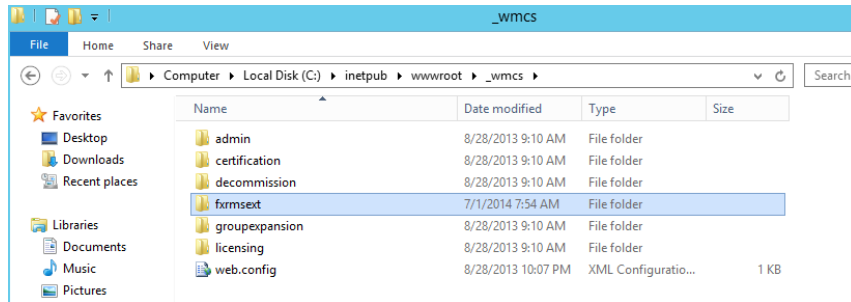 _wmcs
File Home Share View
Computer Local Disk (C:) inetpub wwwroot _wmcs Search
Name Date modified Type Size
Favorites
Desktop
Downloads
Recent places
Libraries
Documents
Music
Pictures
admin 8/28/2013 9:10 AM File folder
certification 8/28/2013 9:10 AM File folder
decommission 8/28/2013 9:10 AM File folder
fxrmsext 7/1/2014 7:54 AM File folder
groupexpansion 8/28/2013 9:10 AM File folder
licensing 8/28/2013 9:10 AM File folder
web.config 8/28/2013 10:07 PM XML Configuratio... 1 KB